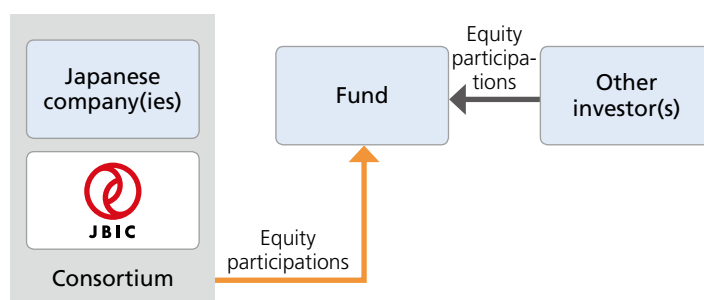 Japanese
company(ies)
JBIC
Consortium
Equity
participations
Fund
Equity
participa-
tions
Other
investor(s)